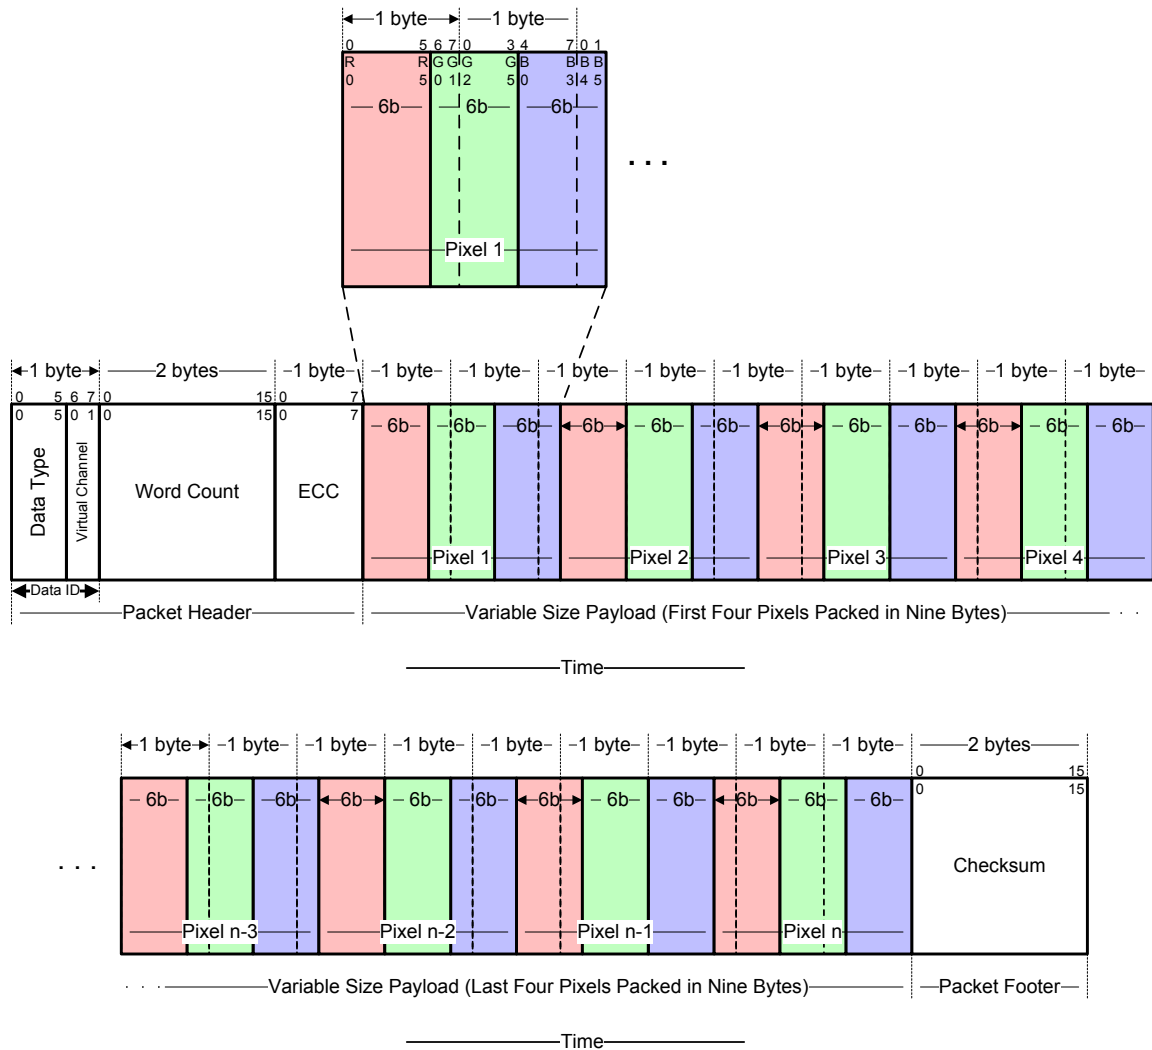 1 byte 1 byte
0 5 6 7 0 3 4 7 0 1
R R G G G G B B B B
0 5 0 1 2 5 0 3 4 5
6b 6b 6b
. . .
Pixel 1
1 byte 2 bytes 1 byte 1 byte 1 byte 1 byte 1 byte 1 byte 1 byte 1 byte 1 byte 1 byte
0 5 6 7 0 15 0 7
0 5 0 1 0 15 0 7
6b 6b 6b 6b 6b 6b 6b 6b 6b 6b 6b 6b
Data Type
Virtual Channel
Word Count
ECC
Pixel 1 Pixel 2 Pixel 3 Pixel 4
Data ID
Packet Header
Variable Size Payload (First Four Pixels Packed in Nine Bytes) . .
Time
1 byte 1 byte 1 byte 1 byte 1 byte 1 byte 1 byte 1 byte 1 byte 2 bytes
0 15
0 15
6b 6b 6b 6b 6b 6b 6b 6b 6b 6b 6b 6b
. . .
Checksum
Pixel n-3 Pixel n-2 Pixel n-1 Pixel n
. . . Variable Size Payload (Last Four Pixels Packed in Nine Bytes)
Packet Footer
Time